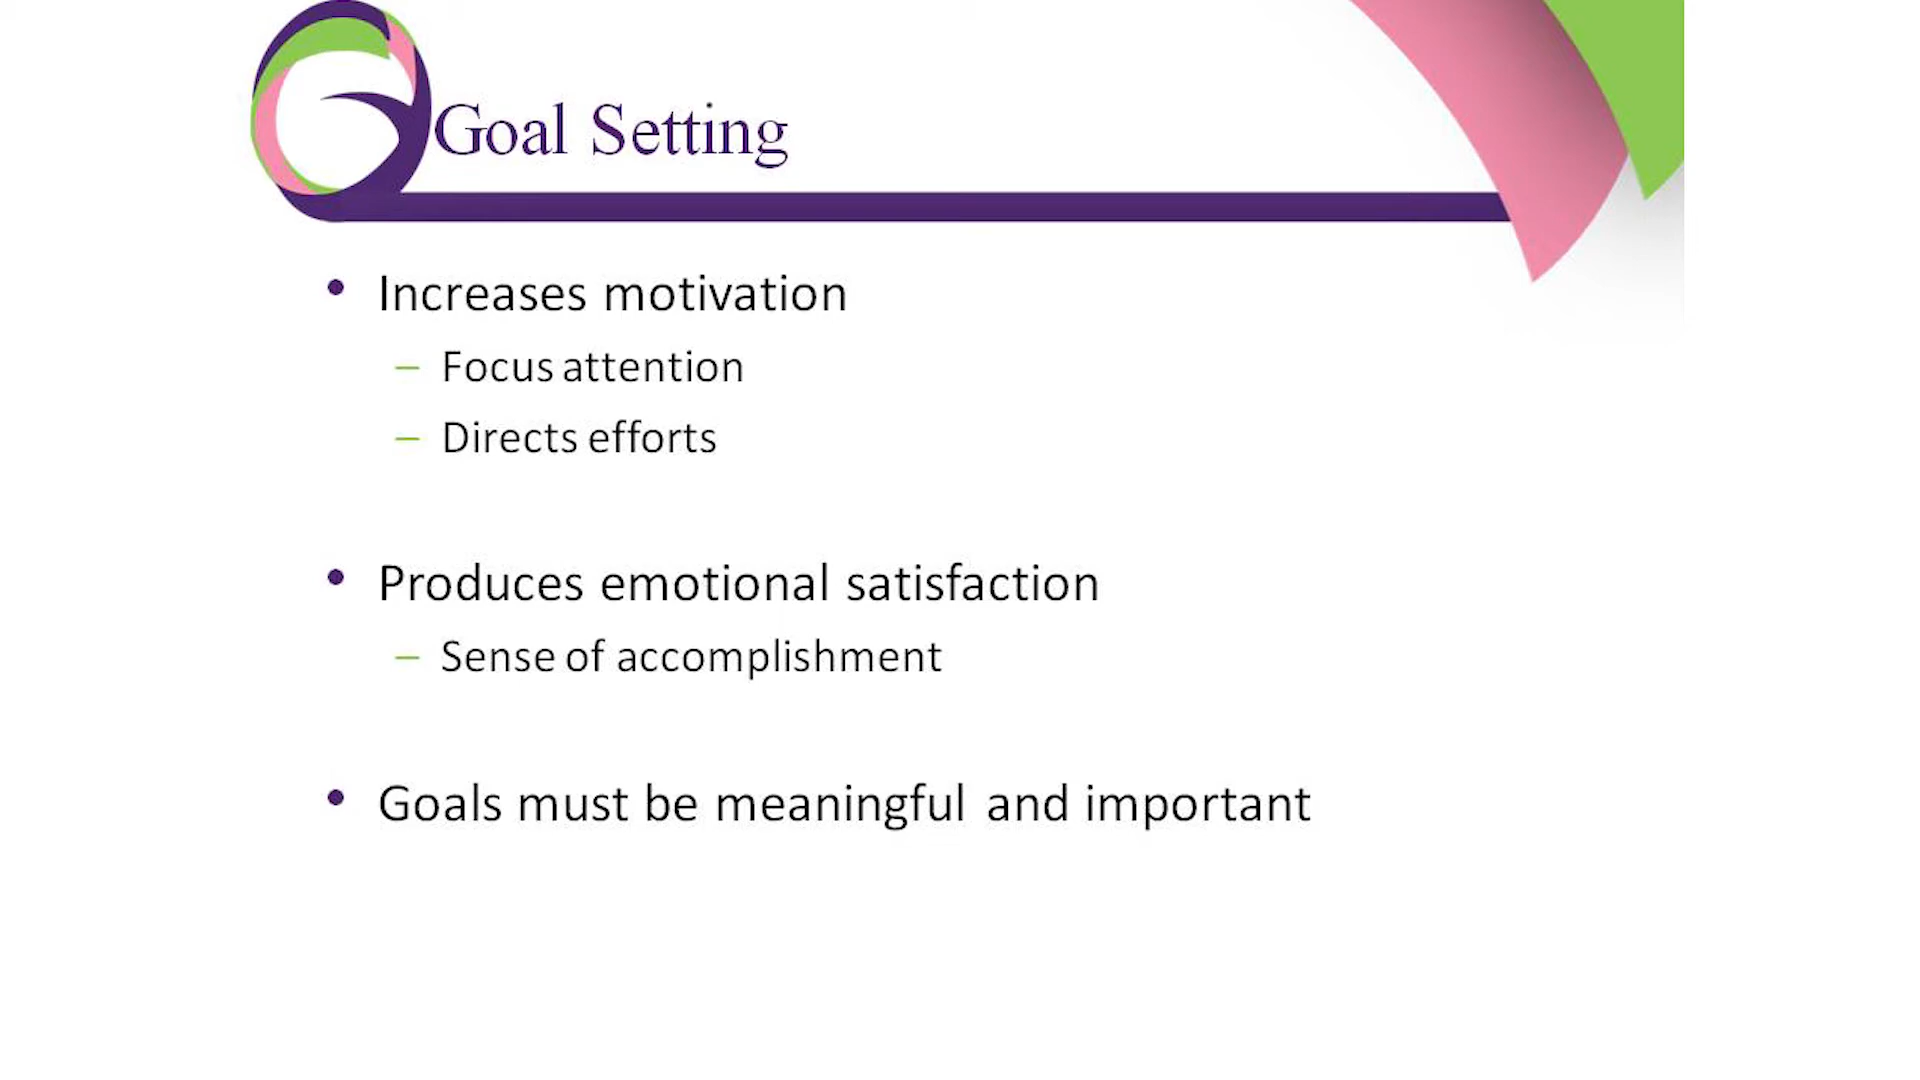 Goal Setting
• Increases motivation
– Focus attention
– Directs efforts
• Produces emotional satisfaction
– Sense of accomplishment
• Goals must be meaningful and important